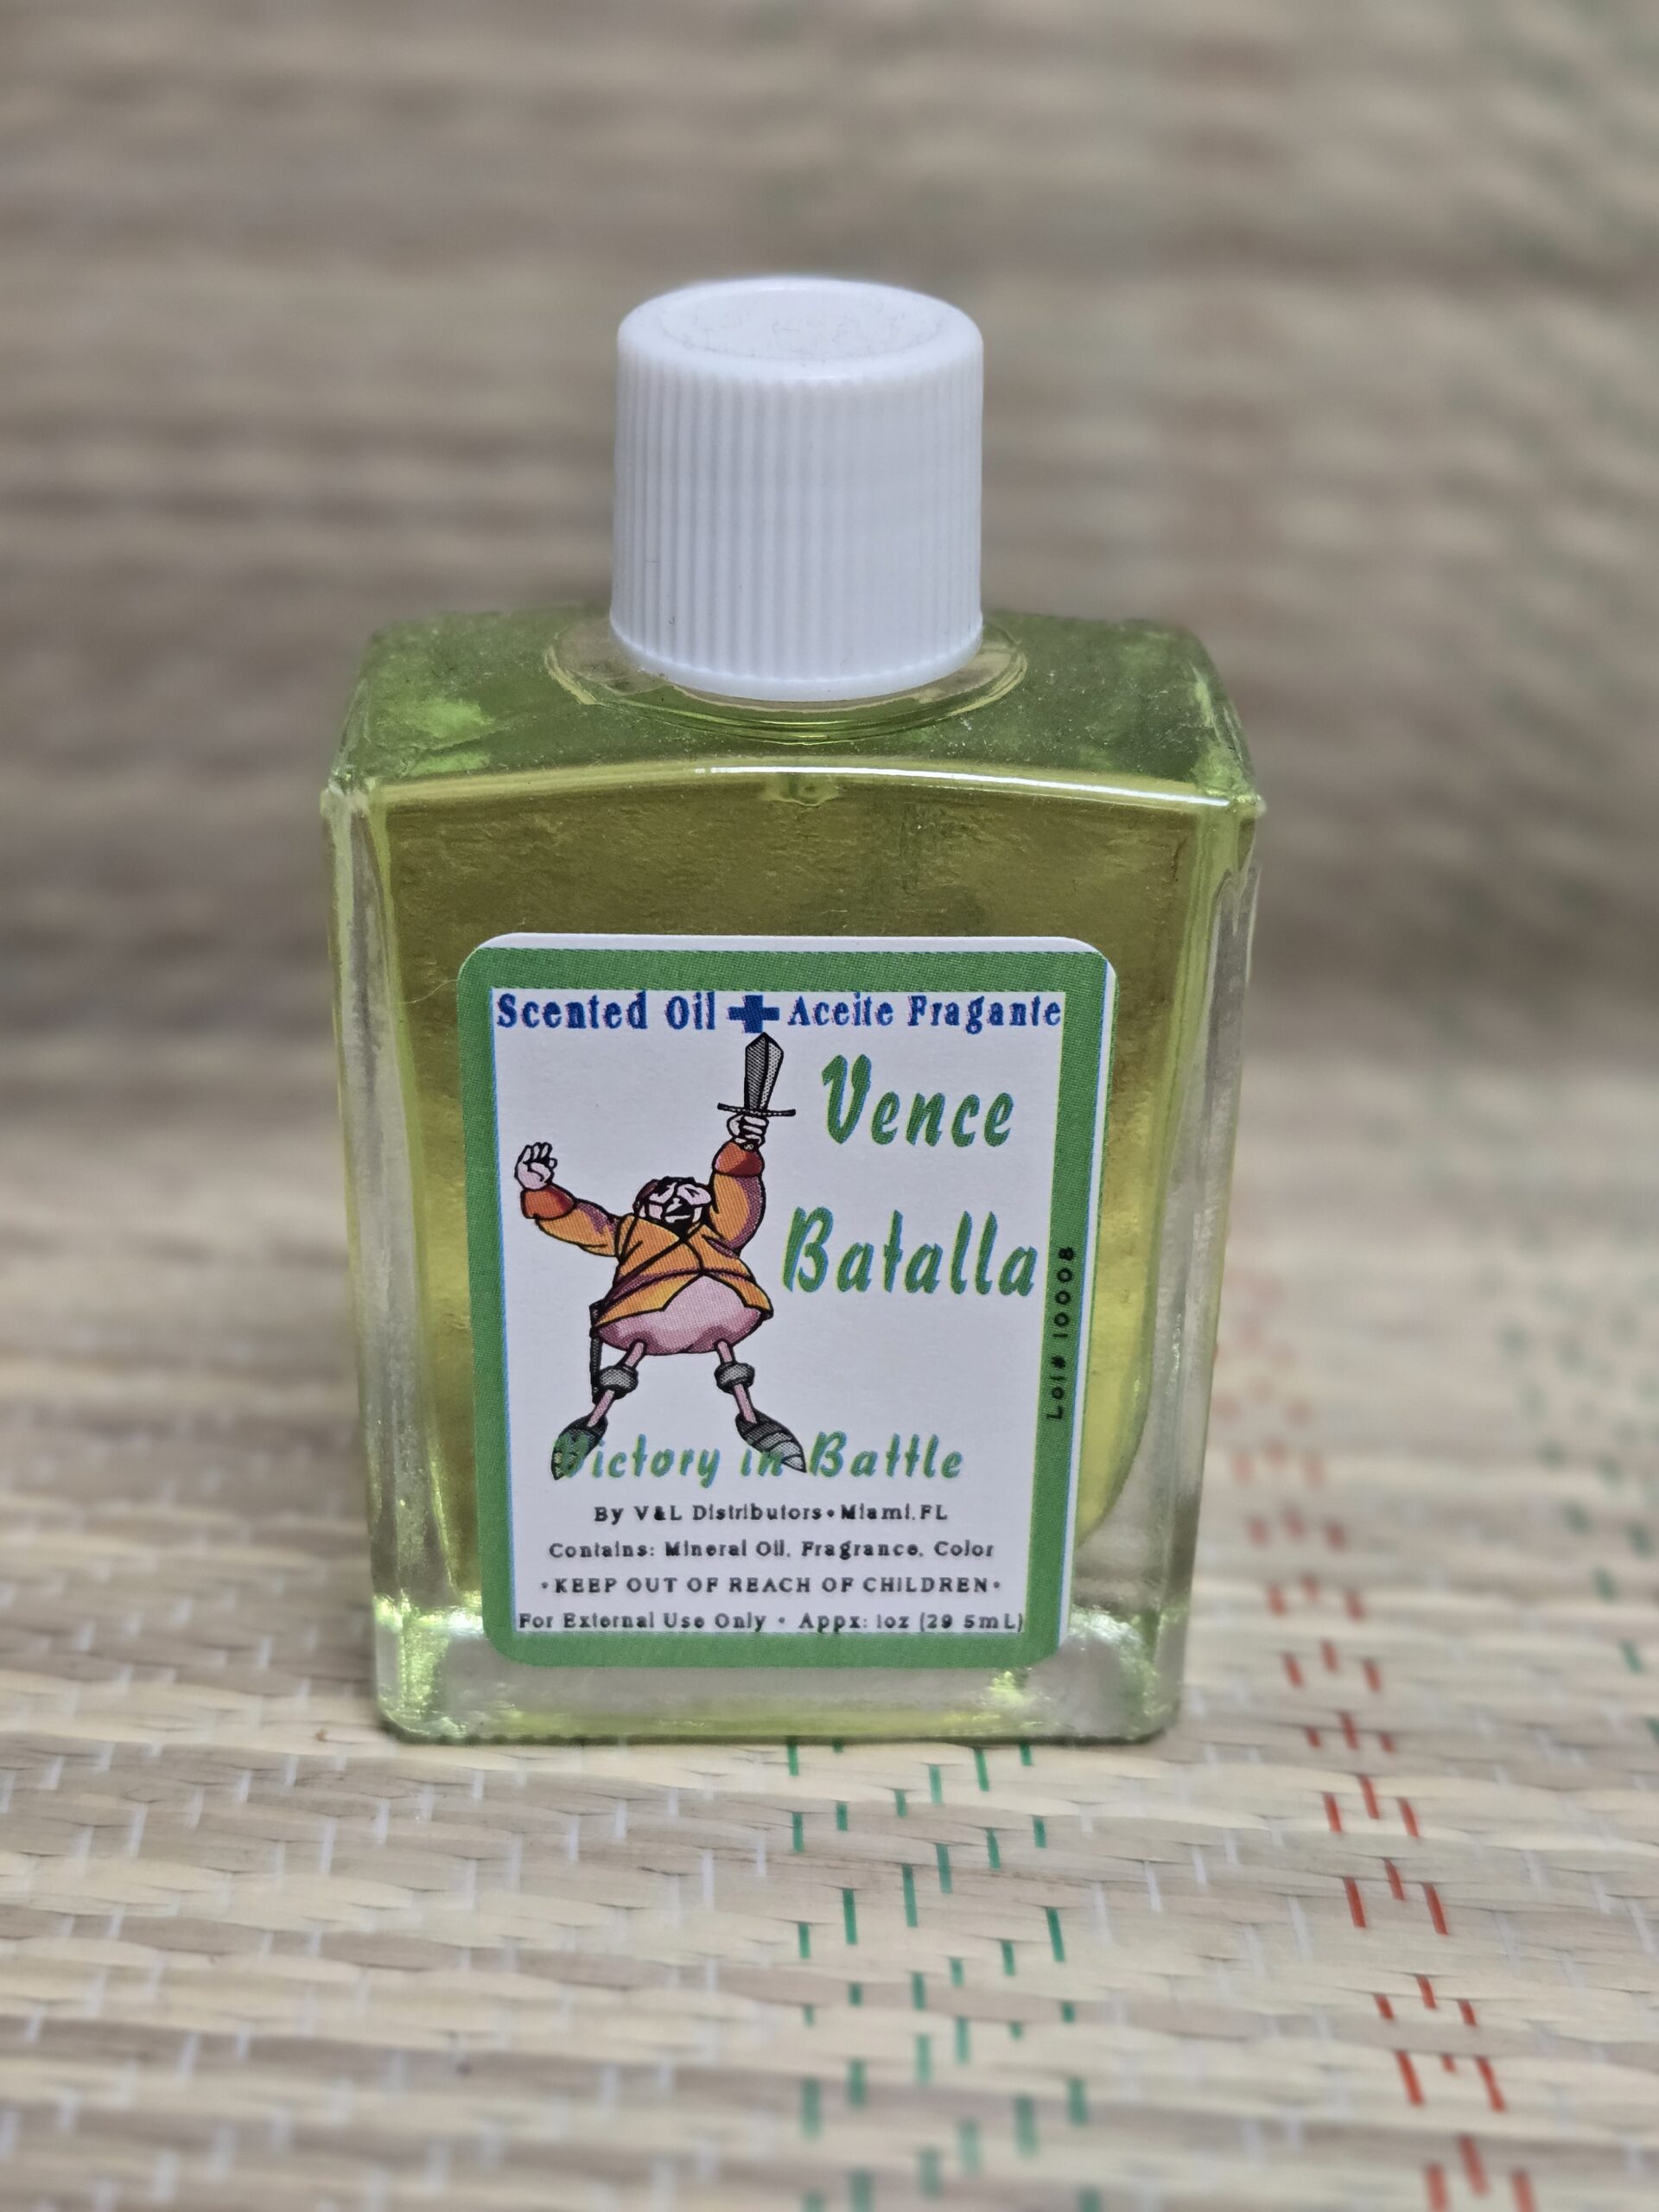 Scented Oil ✚ Aceite Fragante
Vence
Batalla
Lot# 10008
Victory in Battle
By V&L Distributors•Miami.FL
Contains: Mineral Oil, Fragrance, Color
•KEEP OUT OF REACH OF CHILDREN•
For External Use Only • Appx: 1oz (29 5mL)